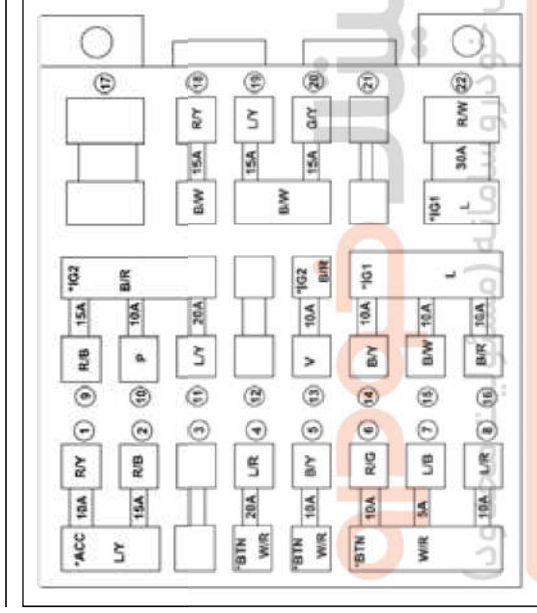 *ACC 10A R/Y ① ⑨ R/B 15A *IG2 ⑰
L/Y 15A R/B ② ⑩ P 10A B/R
③ ⑪ L/Y 20A B/W 15A R/Y ⑱
*BTN W/R 20A L/R ④ ⑫ B/W 15A L/Y ⑲
*BTN W/R 10A B/Y ⑤ ⑬ V 10A *IG2 B/R 15A G/Y ⑳
*BTN 10A R/G ⑥ ⑭ B/Y 10A *IG1 ㉑
W/R 5A L/B ⑦ ⑮ B/W 10A L
10A L/R ⑧ ⑯ B/R 10A *IG1 L 30A R/W ㉒